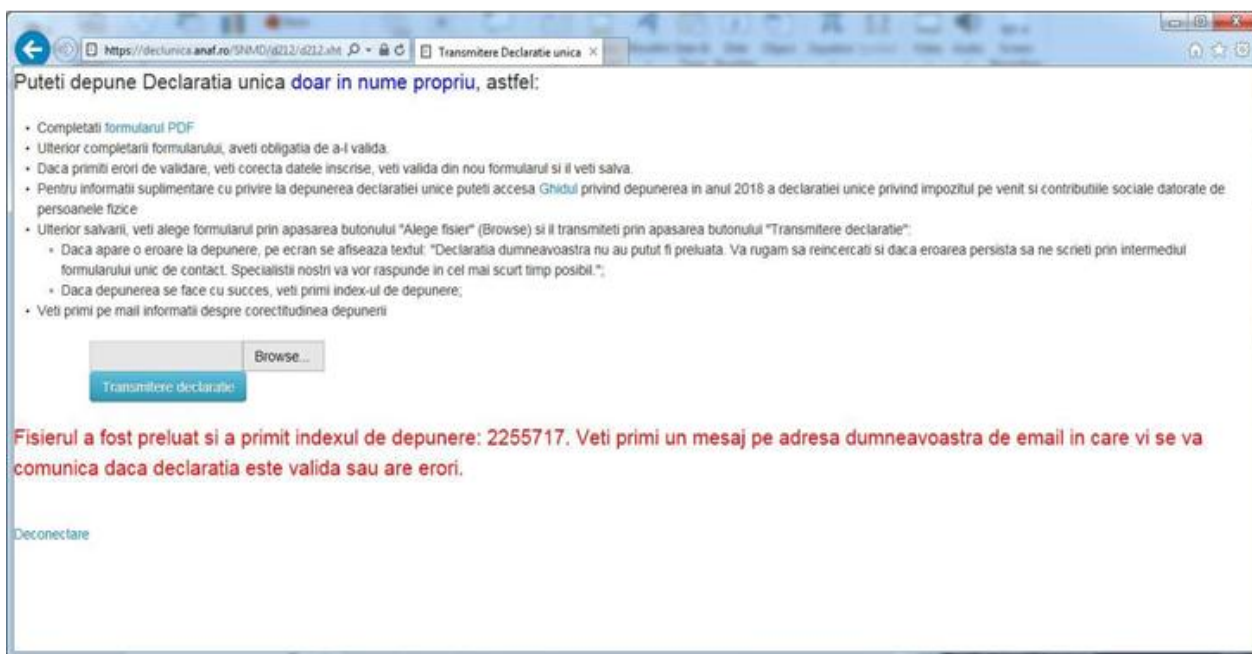 https://declunica.anaf.ro/SNMD/d212/d212.xht
Transmitere Declaratie unica
Puteti depune Declaratia unica doar in nume propriu, astfel:
Completati formularul PDF
Ulterior completarii formularului, aveti obligatia de a-l valida.
Daca primiti erori de validare, veti corecta datele inscrise, veti valida din nou formularul si il veti salva.
Pentru informatii suplimentare cu privire la depunerea declaratiei unice puteti accesa Ghidul privind depunerea in anul 2018 a declaratiei unice privind impozitul pe venit si contributiile sociale datorate de
persoanele fizice
Ulterior salvarii, veti alege formularul prin apasarea butonului "Alege fisier" (Browse) si il transmiteti prin apasarea butonului "Transmitere declaratie":
Daca apare o eroare la depunere, pe ecran se afiseaza textul: "Declaratia dumneavoastra nu au putut fi preluata. Va rugam sa reincercati si daca eroarea persista sa ne scrieti prin intermediul
formularului unic de contact. Specialistii nostri va vor raspunde in cel mai scurt timp posibil.";
Daca depunerea se face cu succes, veti primi index-ul de depunere;
Veti primi pe mail informatii despre corectitudinea depunerii
Browse...
Transmitere declaratie
Fisierul a fost preluat si a primit indexul de depunere: 2255717. Veti primi un mesaj pe adresa dumneavoastra de email in care vi se va
comunica daca declaratia este valida sau are erori.
Deconectare